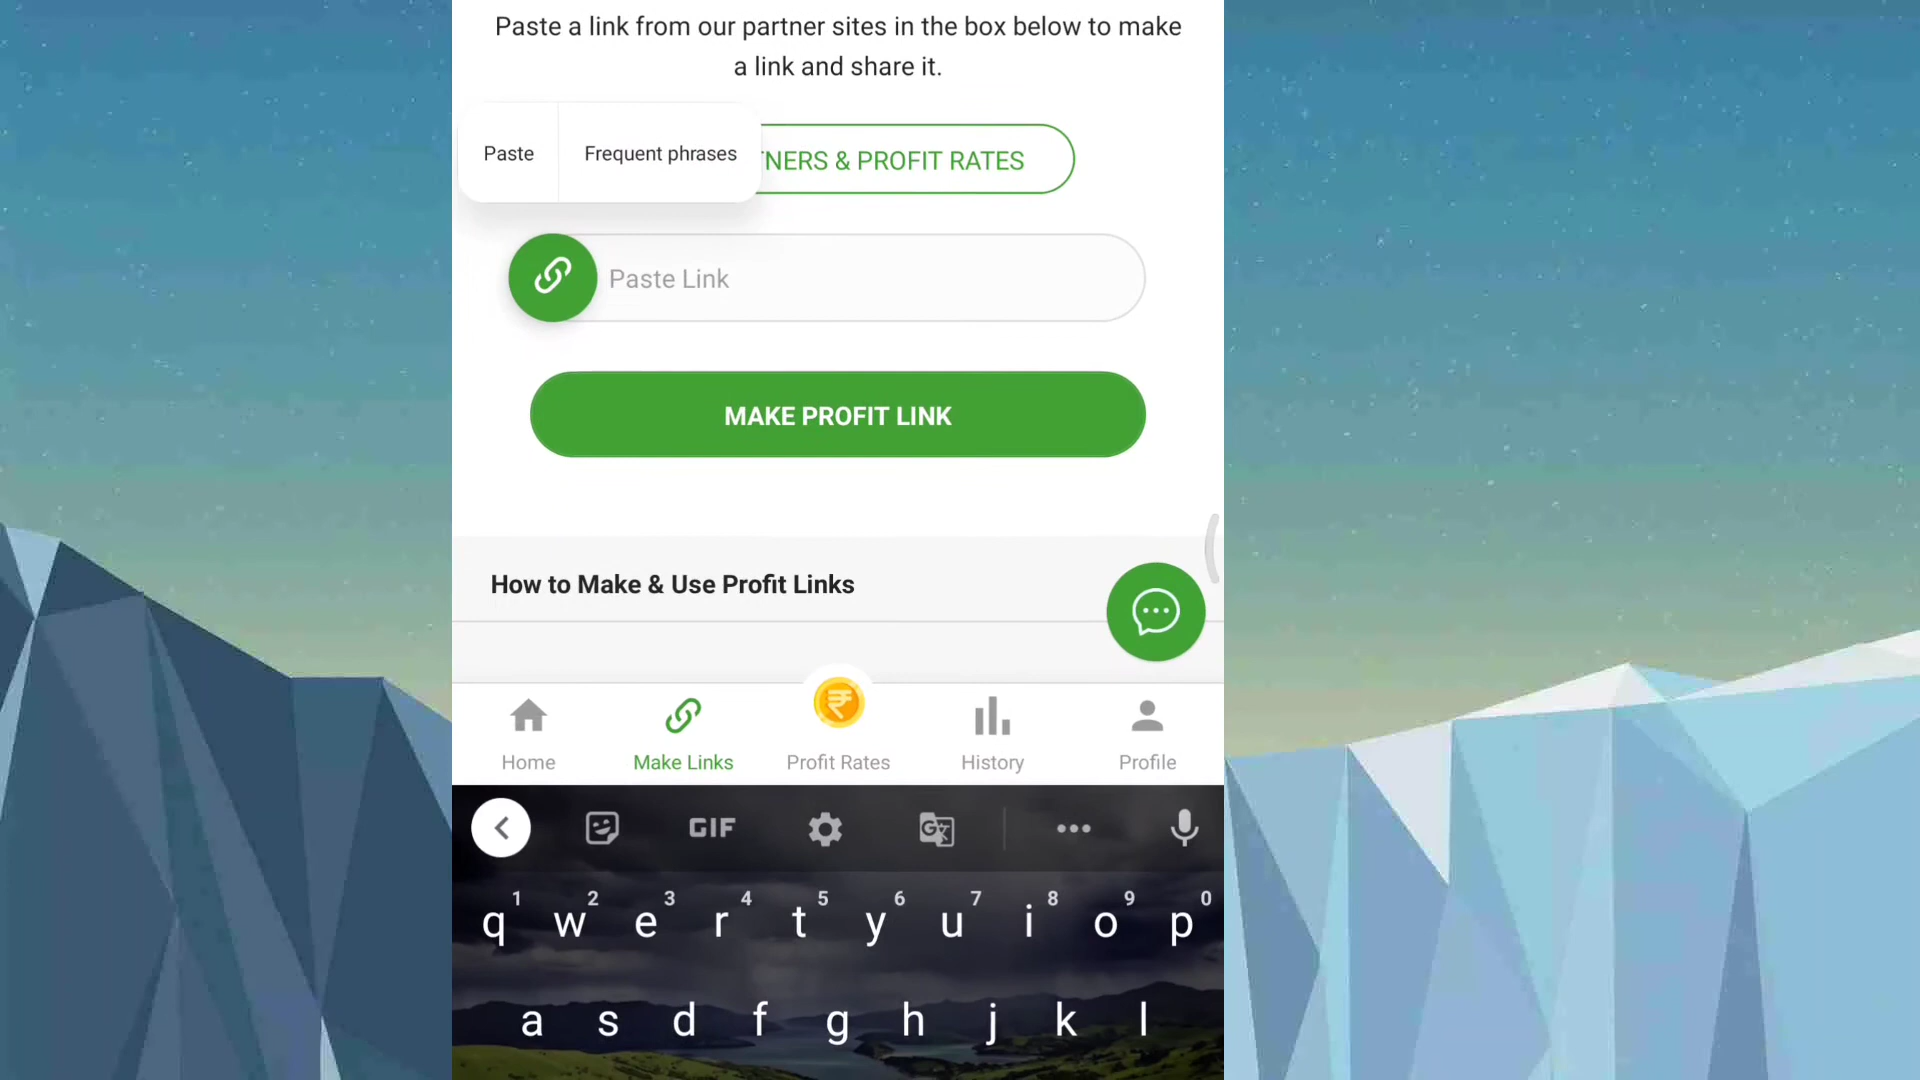 Paste a link from our partner sites in the box below to make
a link and share it.
Paste
Frequent phrases
TNERS & PROFIT RATES
Paste Link
MAKE PROFIT LINK
How to Make & Use Profit Links
Home
Make Links
Profit Rates
History
Profile
GIF
1 2 3 4 5 6 7 8 9 0
q w e r t y u i o p
a s d f g h j k l